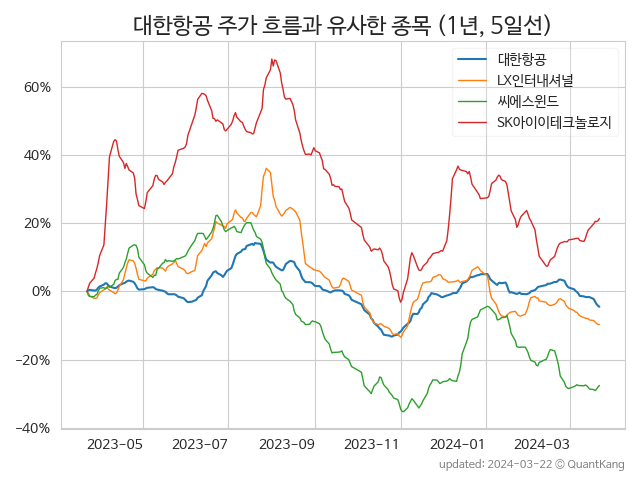 대한항공 주가 흐름과 유사한 종목 (1년, 5일선)
대한항공
LX인터내셔널
씨에스윈드
SK아이이테크놀로지
60%
40%
20%
0%
−20%
−40%
2023-05 2023-07 2023-09 2023-11 2024-01 2024-03
updated: 2024-03-22 © QuantKang